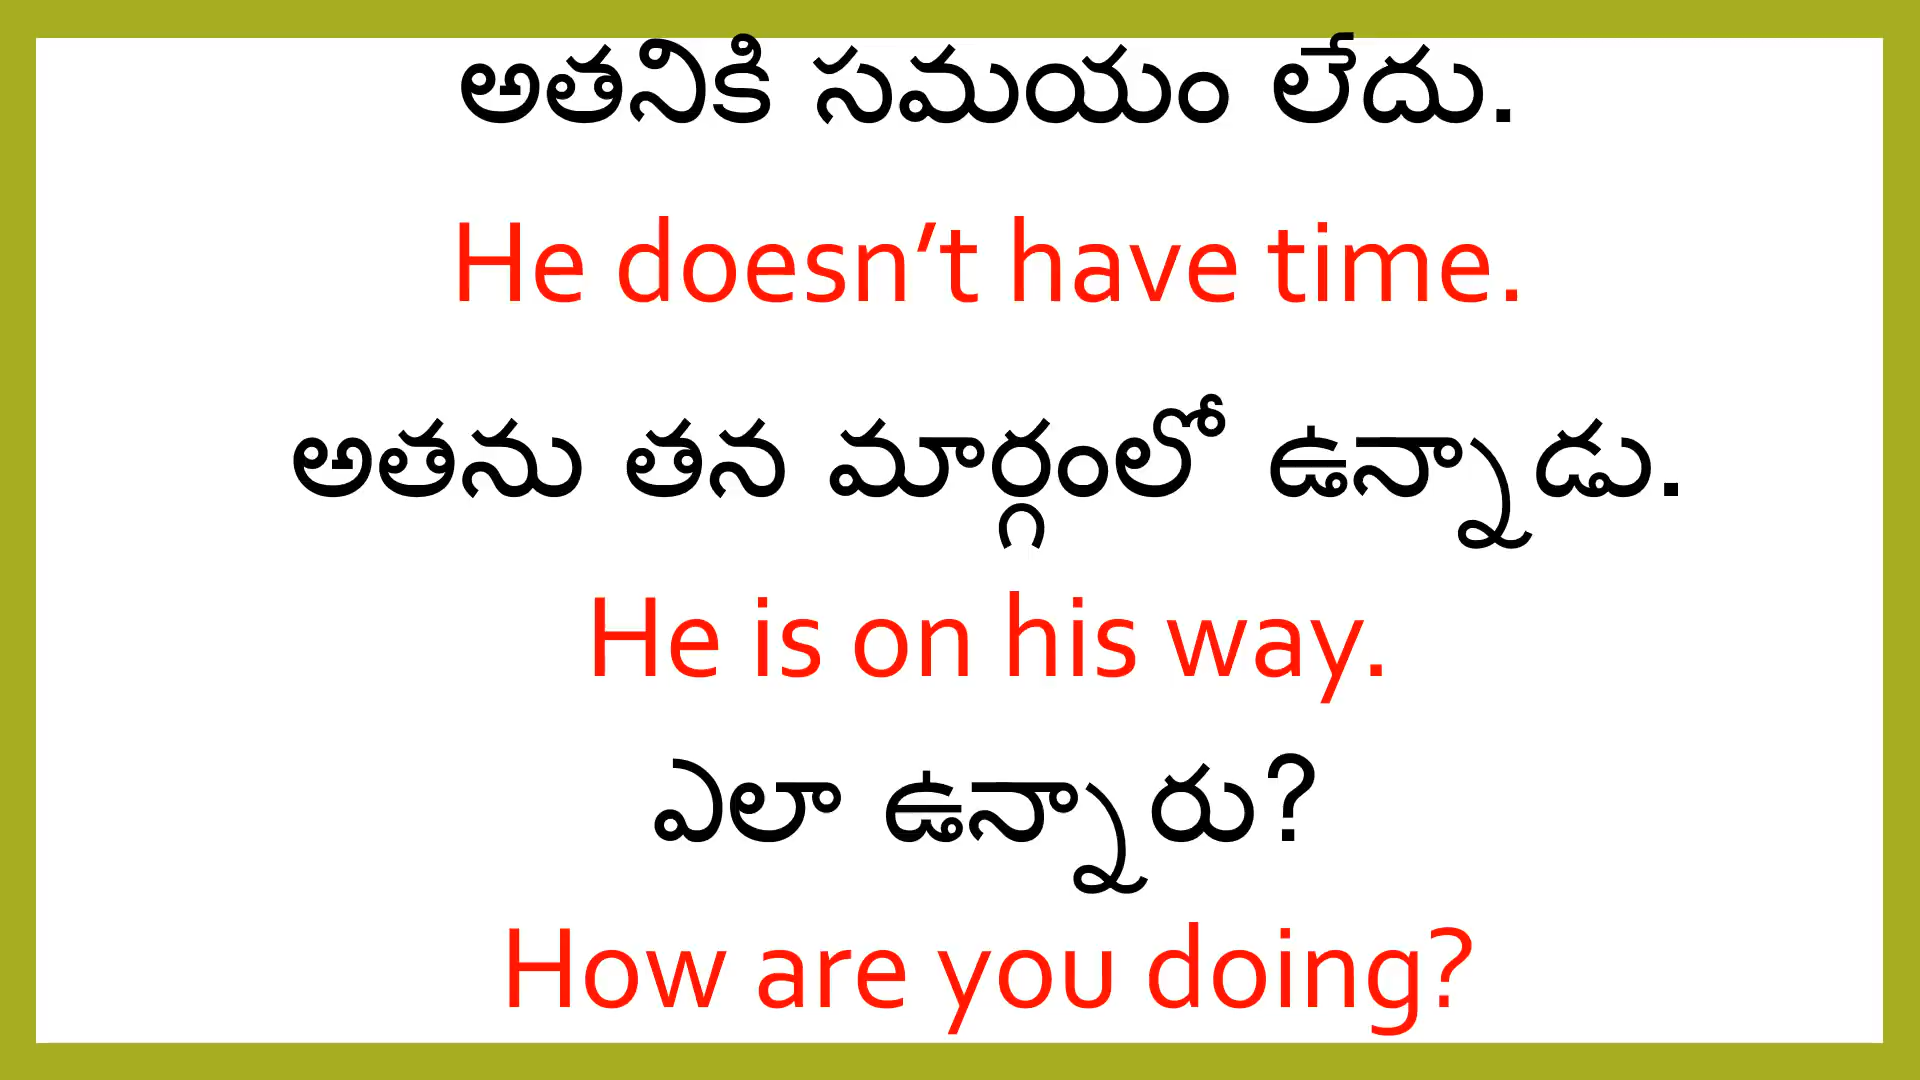 అతనికి సమయం లేదు.
He doesn’t have time.
అతను తన మార్గంలో ఉన్నాడు.
He is on his way.
ఎలా ఉన్నారు?
How are you doing?